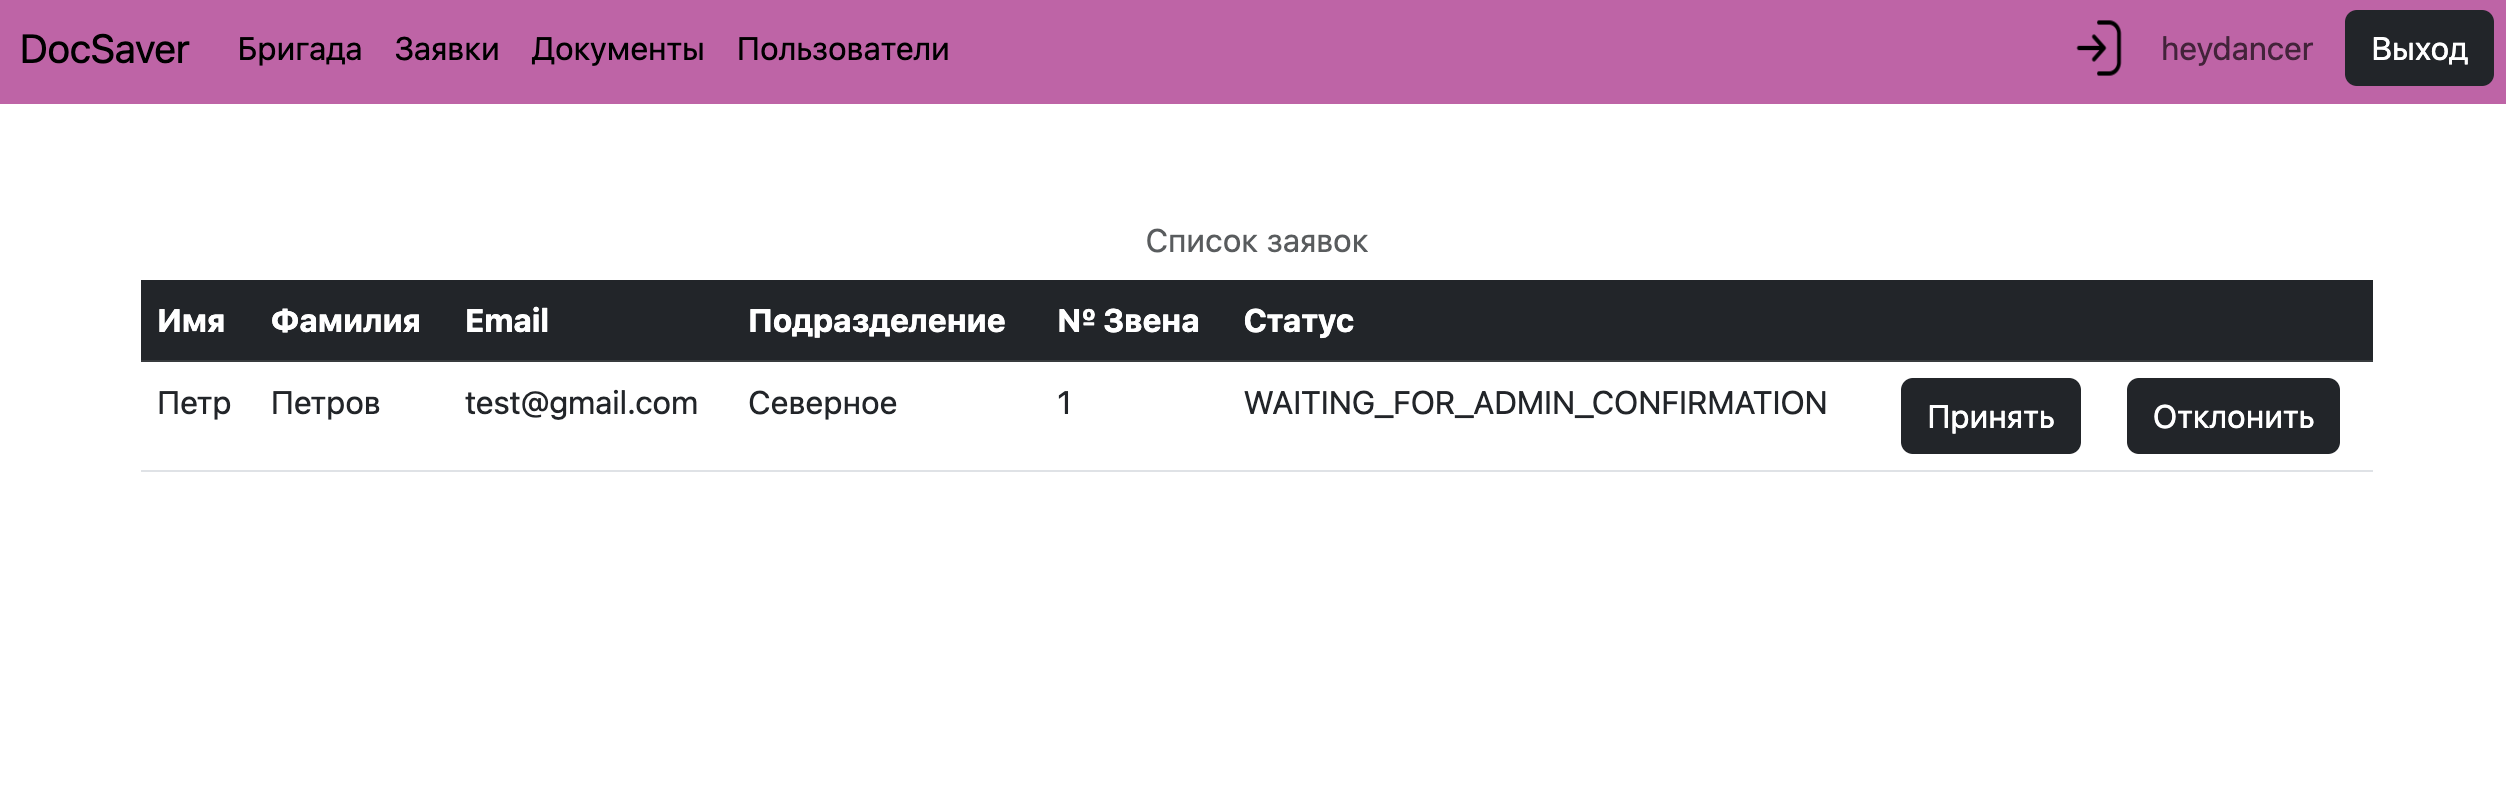 DocSaver Бригада Заявки Документы Пользователи heydancer Выход
Список заявок
Имя Фамилия Email Подразделение № Звена Статус
Петр Петров test@gmail.com Северное 1 WAITING_FOR_ADMIN_CONFIRMATION Принять Отклонить